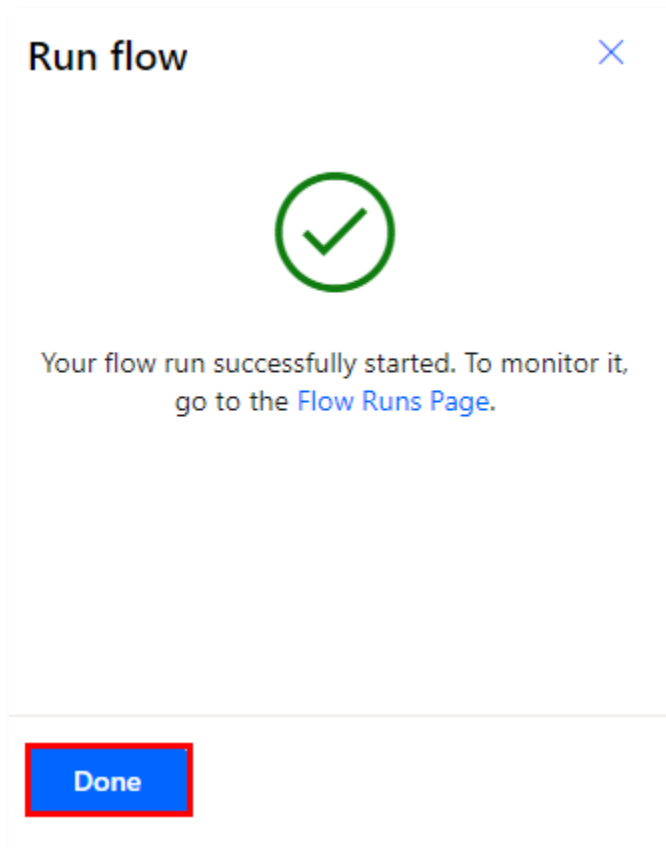 Run flow
Your flow run successfully started. To monitor it,
go to the Flow Runs Page.
Done